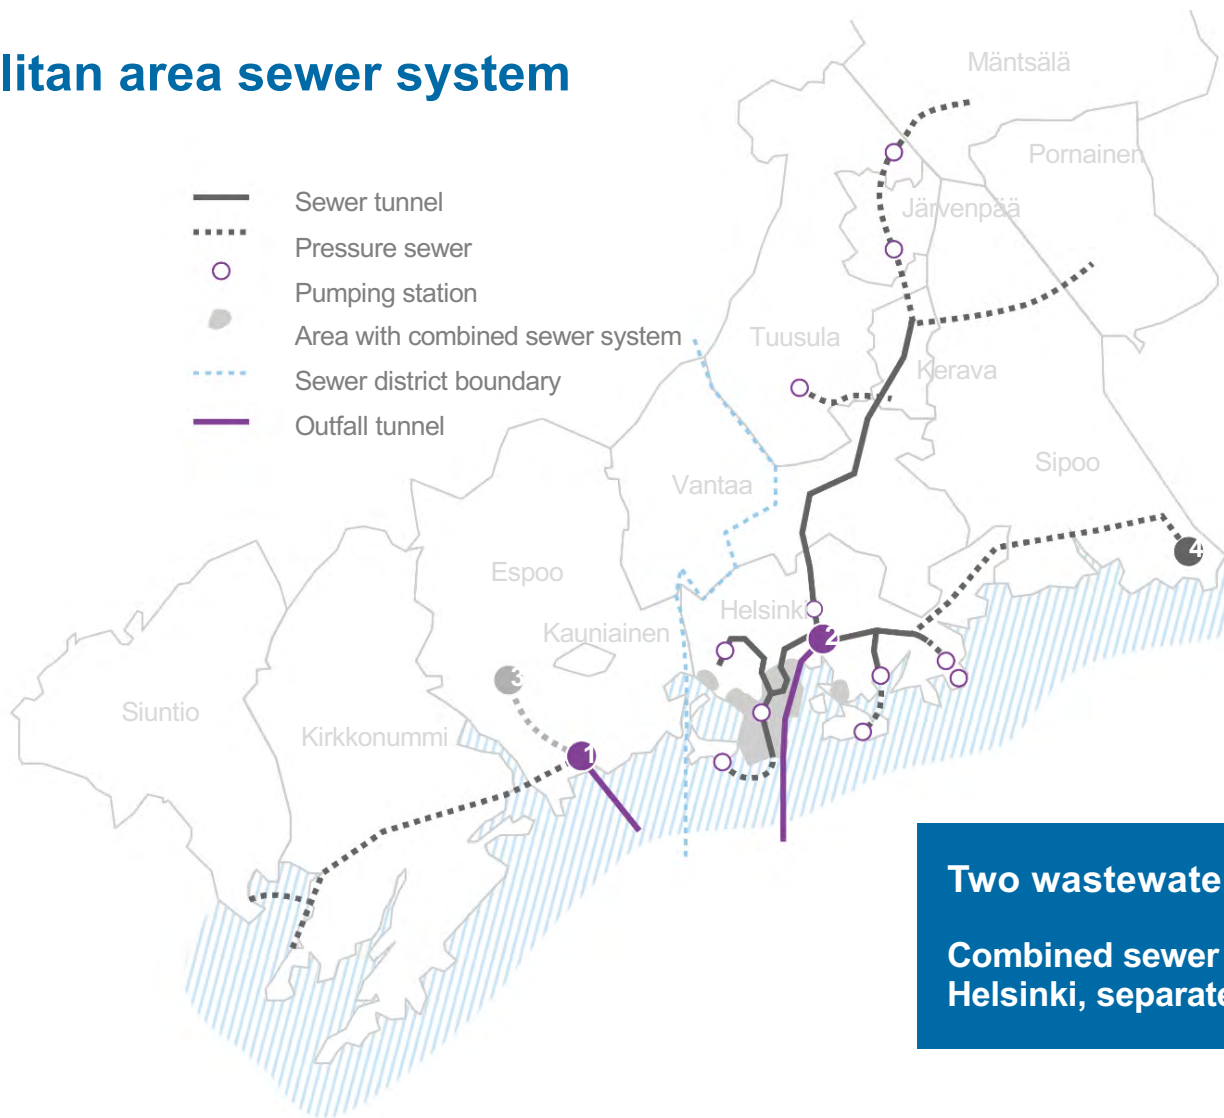 litan area sewer system
Sewer tunnel
Pressure sewer
Pumping station
Area with combined sewer system
Sewer district boundary
Outfall tunnel
Mäntsälä
Pornainen
Järvenpää
Tuusula
Kerava
Sipoo
Vantaa
4
Espoo
Helsinki
Kauniainen
2
3
Siuntio
Kirkkonummi
1
Two wastewate
Combined sewer
Helsinki, separate